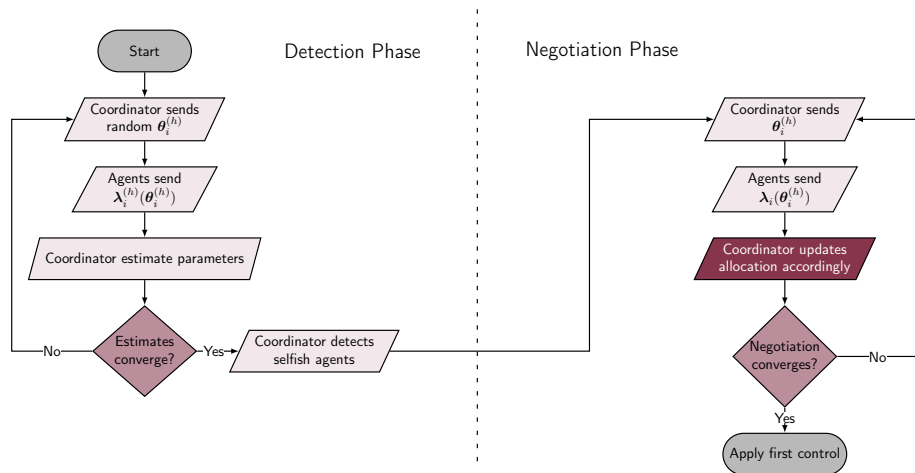 Start
Detection Phase
Coordinator sends
random θ_i^(h)
Agents send
λ_i^(h)(θ_i^(h))
Coordinator estimate parameters
Estimates
converge?
No
Yes
Coordinator detects
selfish agents
Negotiation Phase
Coordinator sends
θ_i^(h)
Agents send
λ_i(θ_i^(h))
Coordinator updates
allocation accordingly
Negotiation
converges?
No
Yes
Apply first control